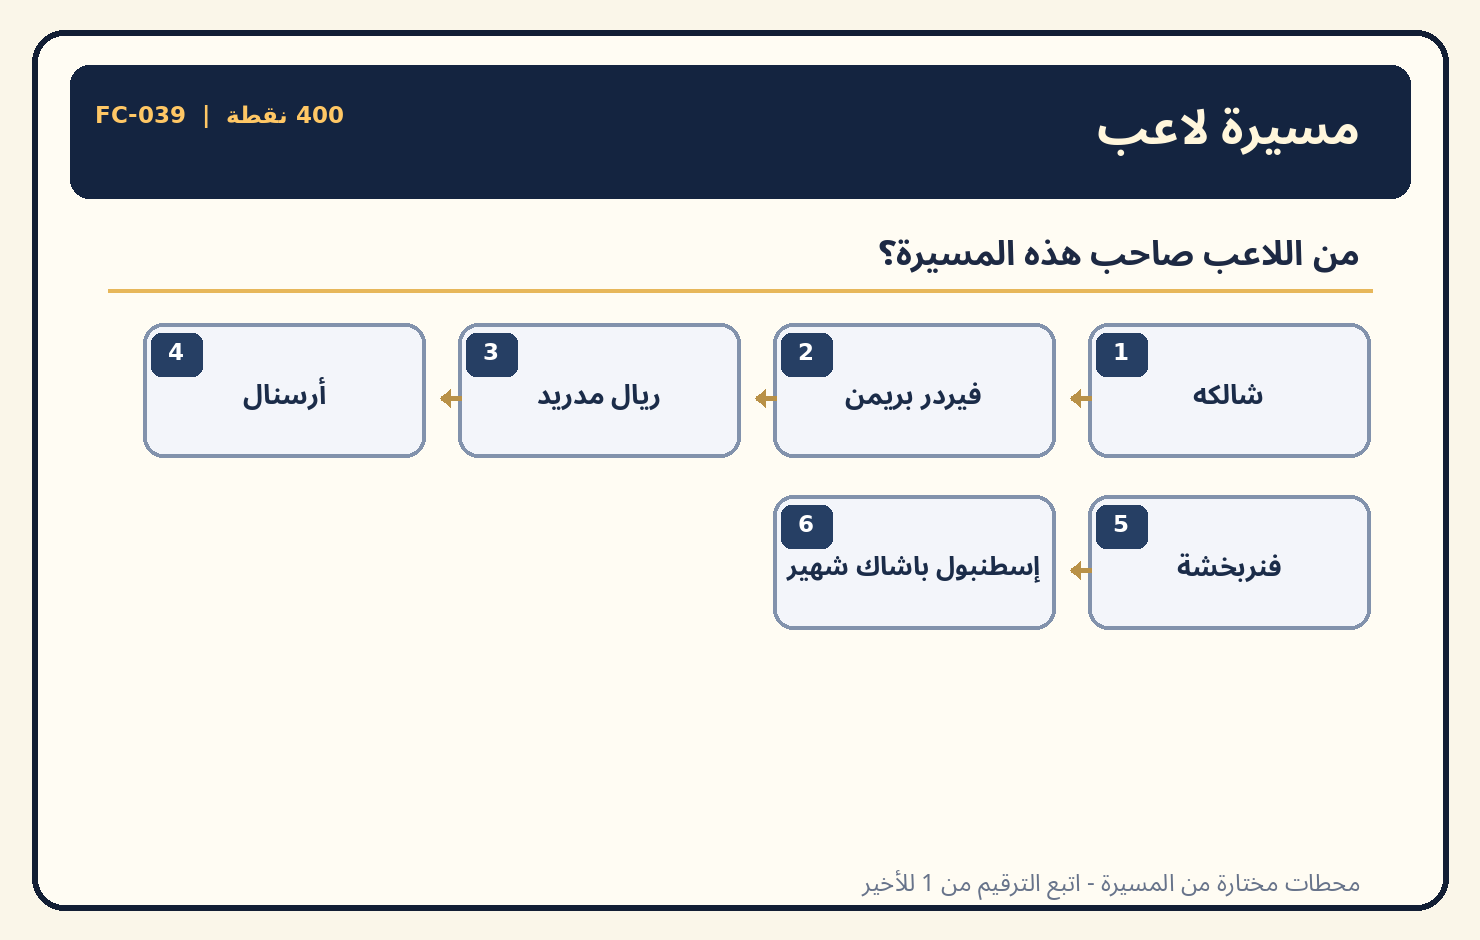 مسيرة لاعب
400 نقطة | FC-039
من اللاعب صاحب هذه المسيرة؟
1
شالكه
2
فيردر بريمن
3
ريال مدريد
4
أرسنال
5
فنربخشة
6
إسطنبول باشاك شهير
محطات مختارة من المسيرة - اتبع الترقيم من 1 للأخير